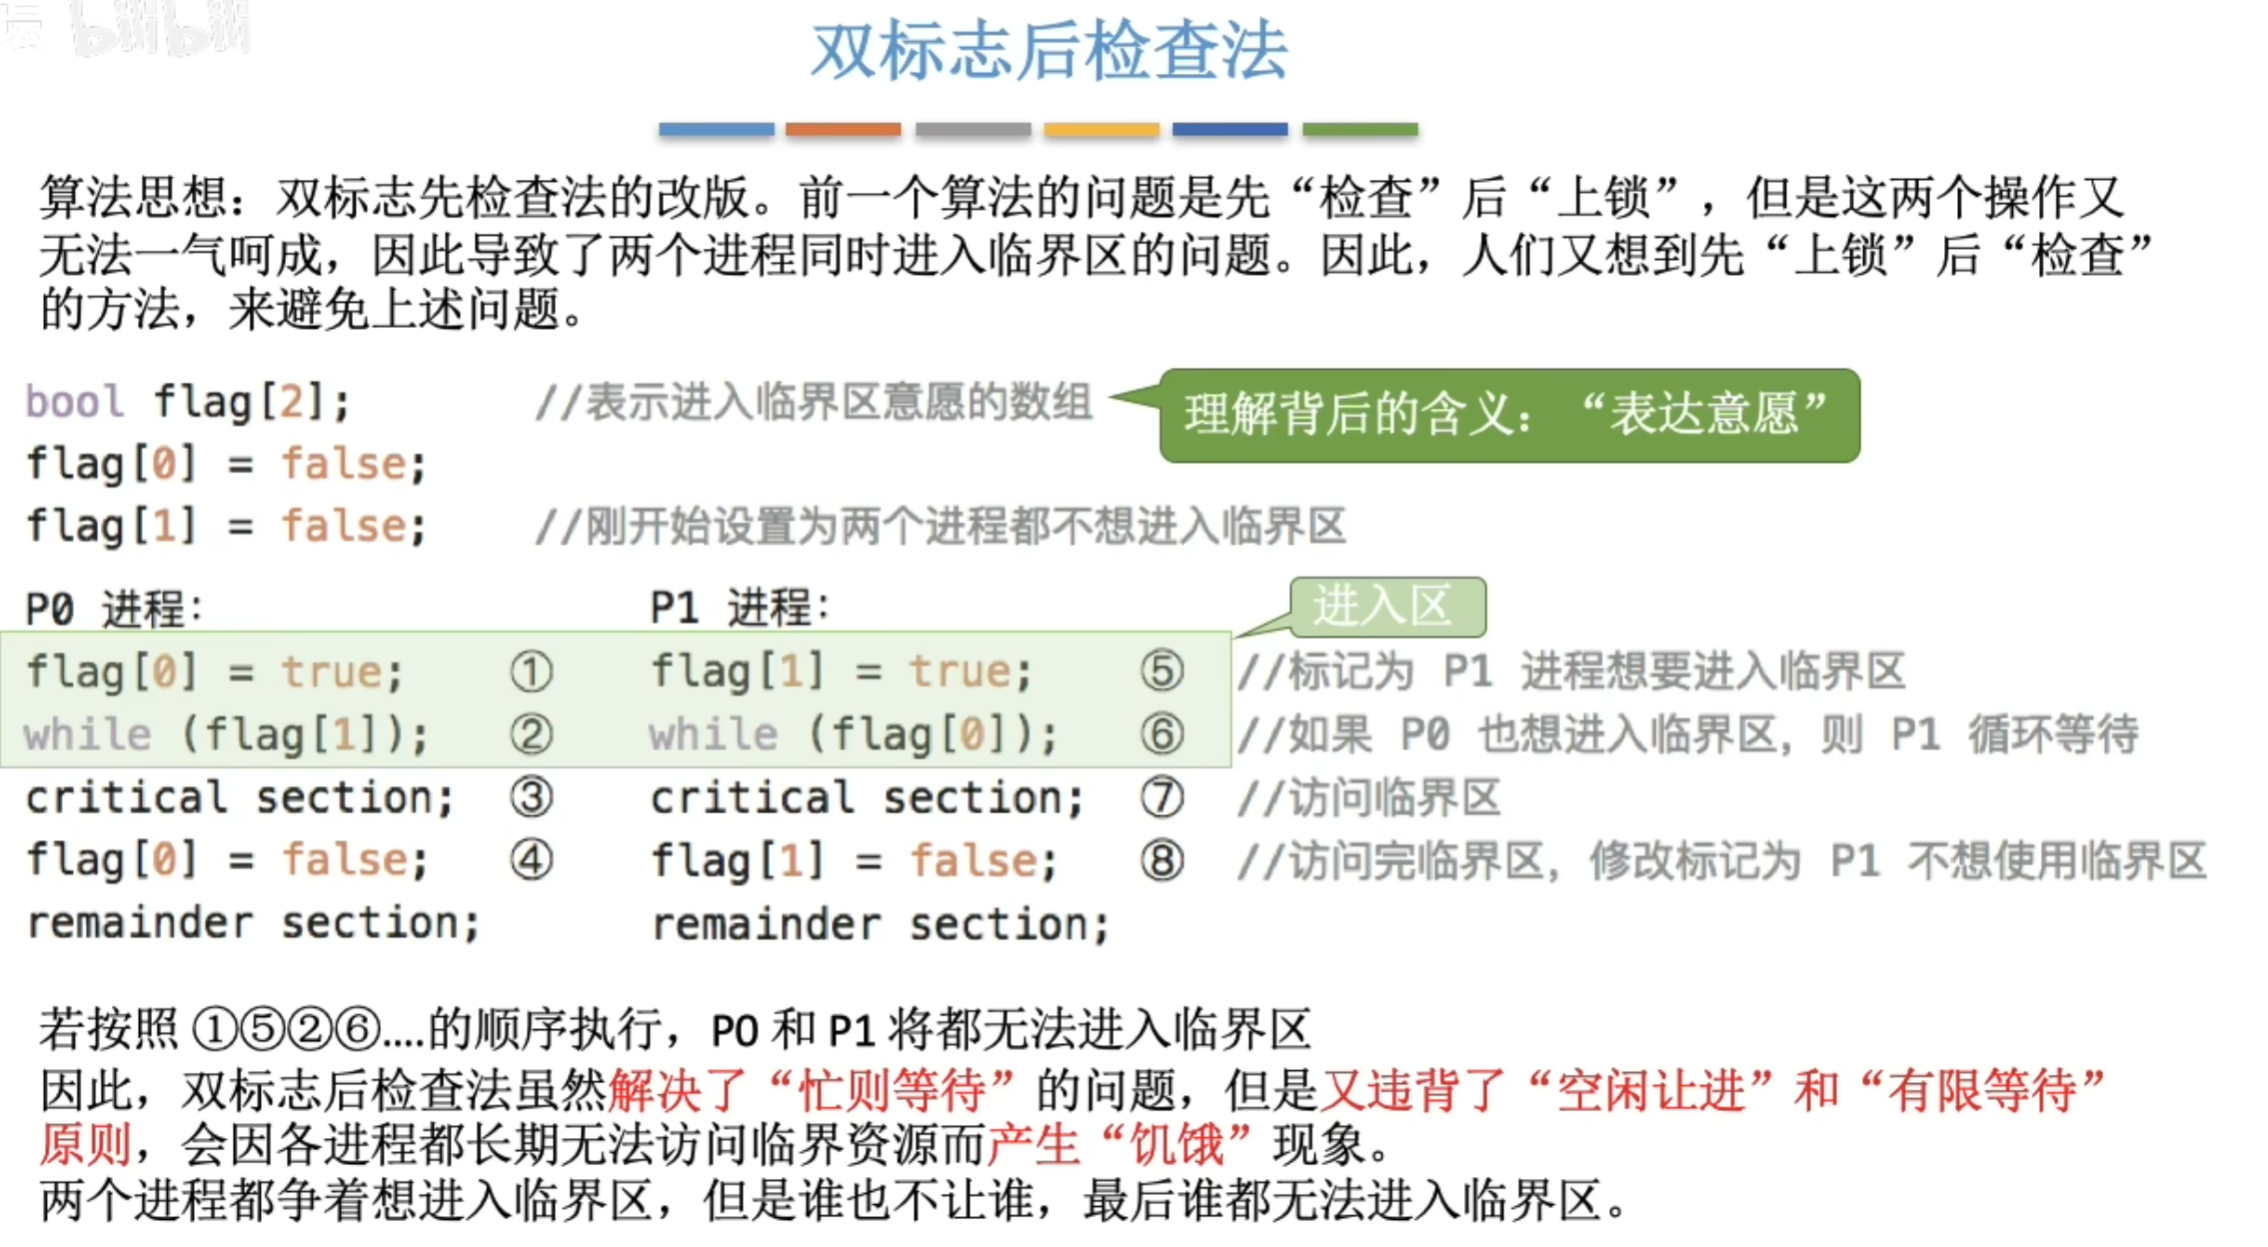 坛 bilibili
双标志后检查法
算法思想：双标志先检查法的改版。前一个算法的问题是先“检查”后“上锁”，但是这两个操作又
无法一气呵成，因此导致了两个进程同时进入临界区的问题。因此，人们又想到先“上锁”后“检查”
的方法，来避免上述问题。
bool flag[2]; //表示进入临界区意愿的数组
理解背后的含义：“表达意愿”
flag[0] = false;
flag[1] = false; //刚开始设置为两个进程都不想进入临界区
P0 进程： P1 进程：
进入区
flag[0] = true; ① flag[1] = true; ⑤ //标记为 P1 进程想要进入临界区
while (flag[1]); ② while (flag[0]); ⑥ //如果 P0 也想进入临界区，则 P1 循环等待
critical section; ③ critical section; ⑦ //访问临界区
flag[0] = false; ④ flag[1] = false; ⑧ //访问完临界区，修改标记为 P1 不想使用临界区
remainder section; remainder section;
若按照 ①⑤②⑥....的顺序执行，P0 和 P1 将都无法进入临界区
因此，双标志后检查法虽然解决了“忙则等待”的问题，但是又违背了“空闲让进”和“有限等待”
原则，会因各进程都长期无法访问临界资源而产生“饥饿”现象。
两个进程都争着想进入临界区，但是谁也不让谁，最后谁都无法进入临界区。